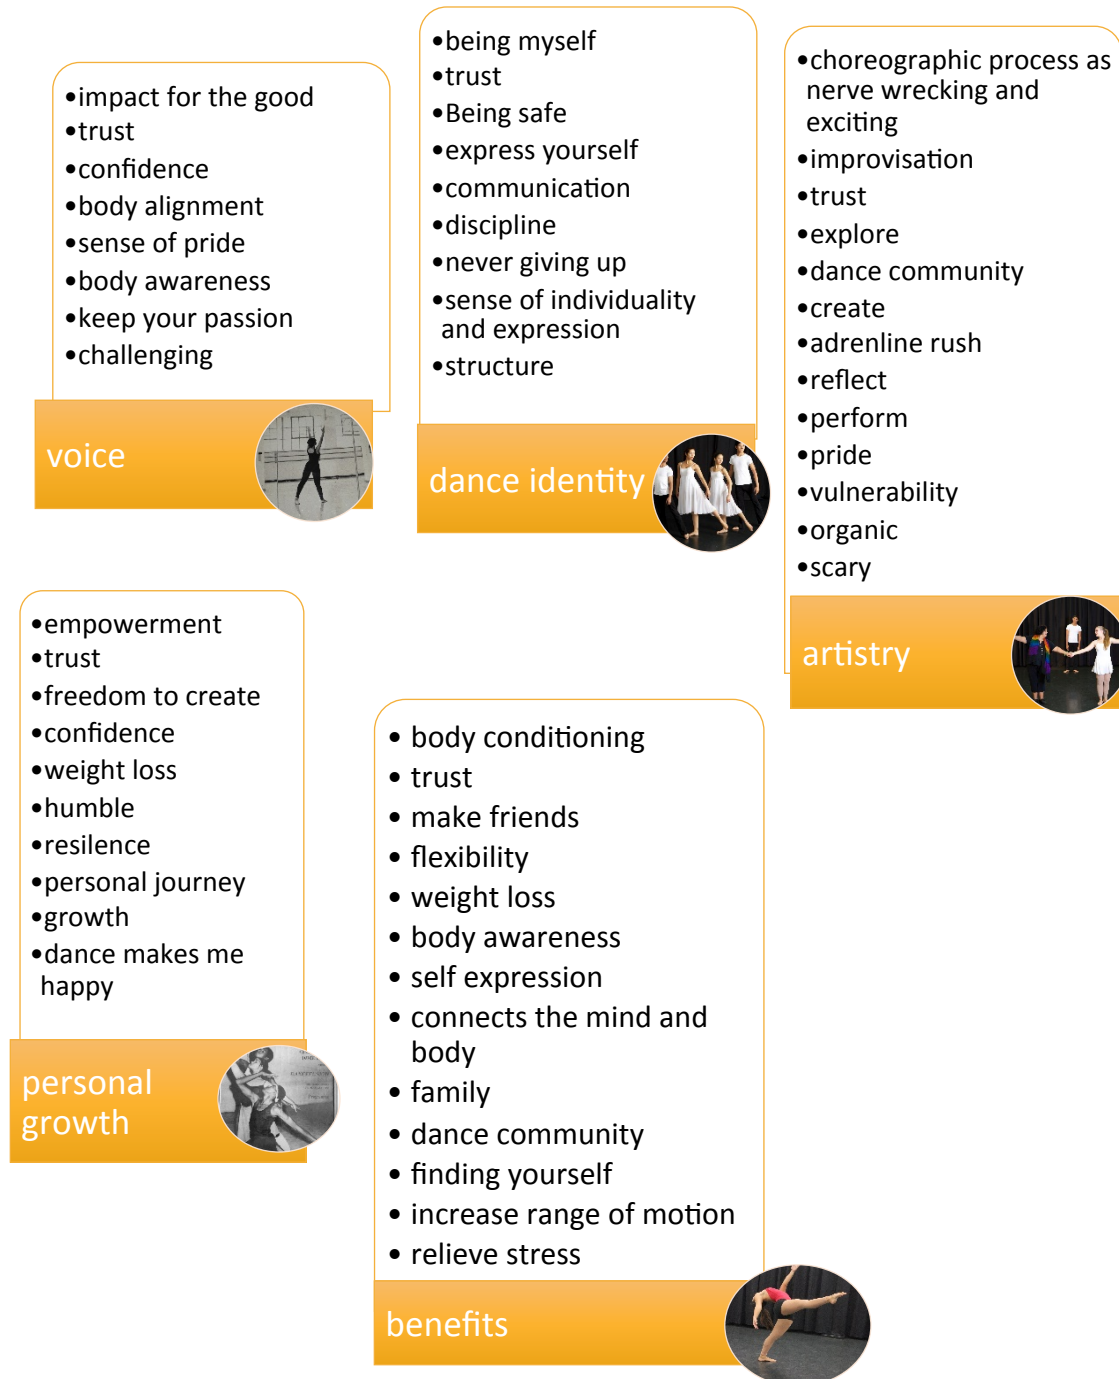 •impact for the good
•trust
•confidence
•body alignment
•sense of pride
•body awareness
•keep your passion
•challenging
voice
•being myself
•trust
•Being safe
•express yourself
•communication
•discipline
•never giving up
•sense of individuality
and expression
•structure
dance identity
•choreographic process as
nerve wrecking and
exciting
•improvisation
•trust
•explore
•dance community
•create
•adrenline rush
•reflect
•perform
•pride
•vulnerability
•organic
•scary
artistry
•empowerment
•trust
•freedom to create
•confidence
•weight loss
•humble
•resilence
•personal journey
•growth
•dance makes me
happy
personal
growth
• body conditioning
• trust
• make friends
• flexibility
• weight loss
• body awareness
• self expression
• connects the mind and
body
• family
• dance community
• finding yourself
• increase range of motion
• relieve stress
benefits